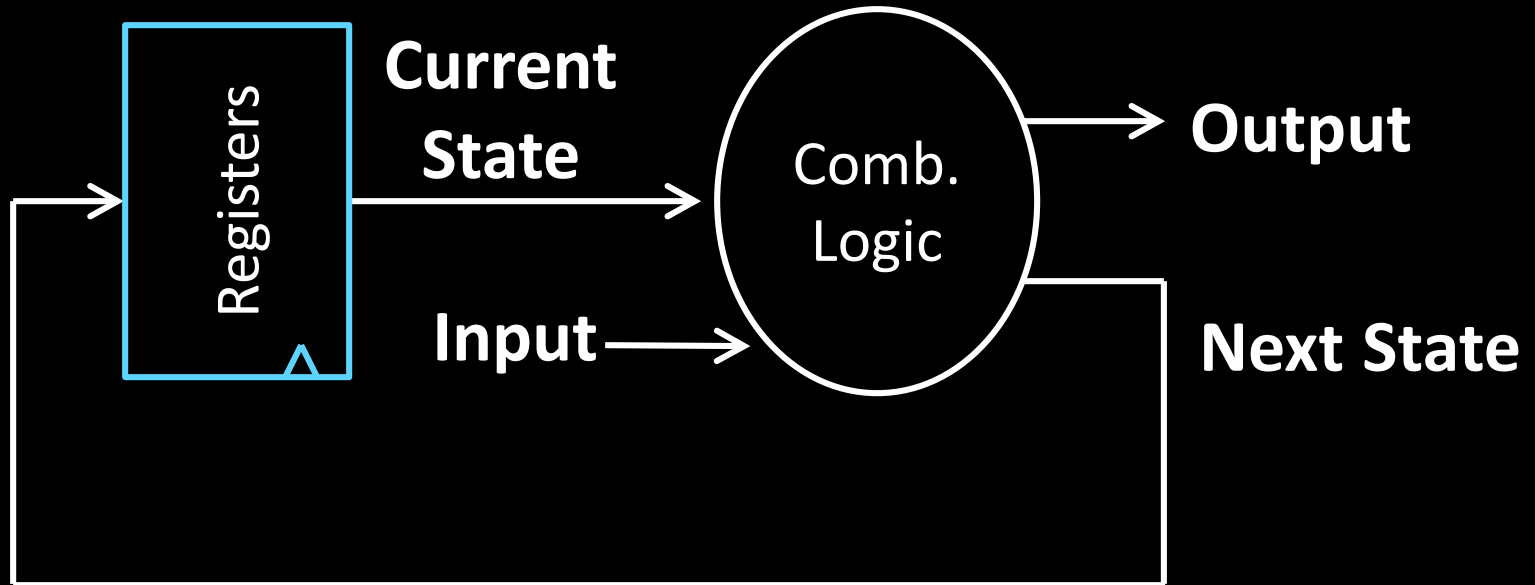 Registers
Current
State
Input
Comb.
Logic
Output
Next State